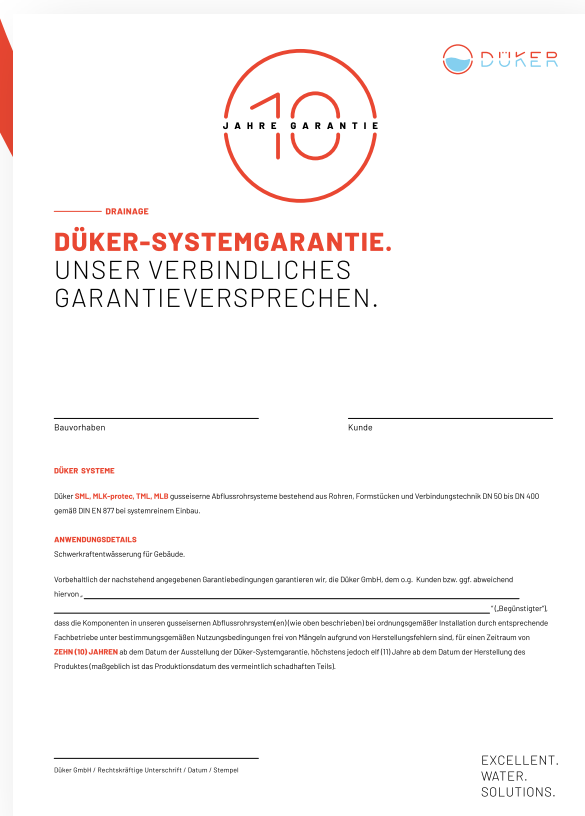 DÜKER
10
JAHRE GARANTIE
DRAINAGE
DÜKER-SYSTEMGARANTIE.
UNSER VERBINDLICHES
GARANTIEVERSPRECHEN.
Bauvorhaben
Kunde
DÜKER SYSTEME
Düker SML, MLK-protec, TML, MLB gusseiserne Abflussrohrsysteme bestehend aus Rohren, Formstücken und Verbindungstechnik DN 50 bis DN 400
gemäß DIN EN 877 bei systemreinem Einbau.
ANWENDUNGSDETAILS
Schwerkraftentwässerung für Gebäude.
Vorbehaltlich der nachstehend angegebenen Garantiebedingungen garantieren wir, die Düker GmbH, dem o.g. Kunden bzw. ggf. abweichend
hiervon „
“ („Begünstigter“),
dass die Komponenten in unseren gusseisernen Abflussrohrsystem(en) (wie oben beschrieben) bei ordnungsgemäßer Installation durch entsprechende
Fachbetriebe unter bestimmungsgemäßen Nutzungsbedingungen frei von Mängeln aufgrund von Herstellungsfehlern sind, für einen Zeitraum von
ZEHN (10) JAHREN ab dem Datum der Ausstellung der Düker-Systemgarantie, höchstens jedoch elf (11) Jahre ab dem Datum der Herstellung des
Produktes (maßgeblich ist das Produktionsdatum des vermeintlich schadhaften Teils).
Düker GmbH / Rechtskräftige Unterschrift / Datum / Stempel
EXCELLENT.
WATER.
SOLUTIONS.